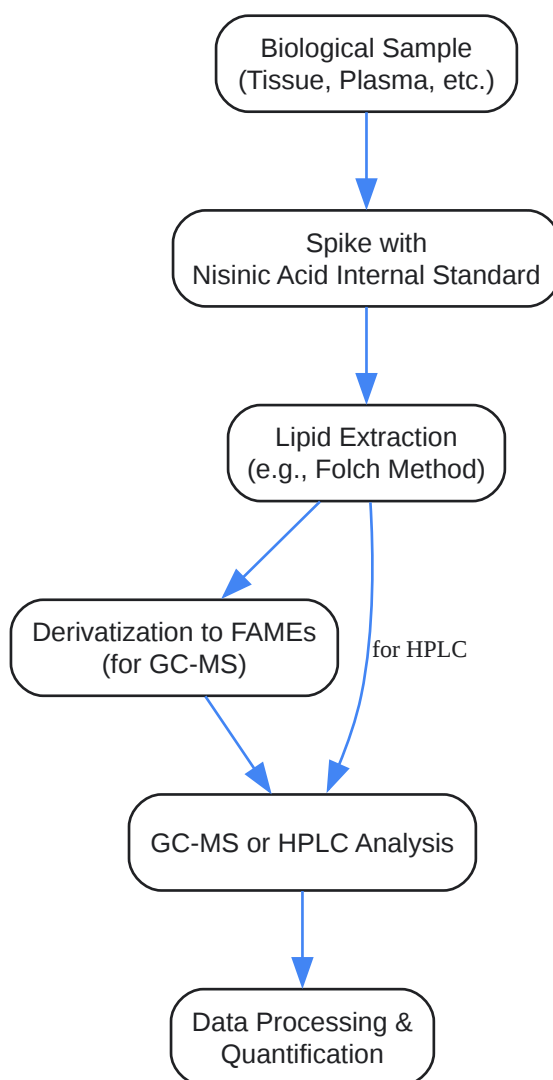 Biological Sample
(Tissue, Plasma, etc.)
Spike with
Nisinic Acid Internal Standard
Lipid Extraction
(e.g., Folch Method)
Derivatization to FAMEs
(for GC-MS)
for HPLC
GC-MS or HPLC Analysis
Data Processing &
Quantification